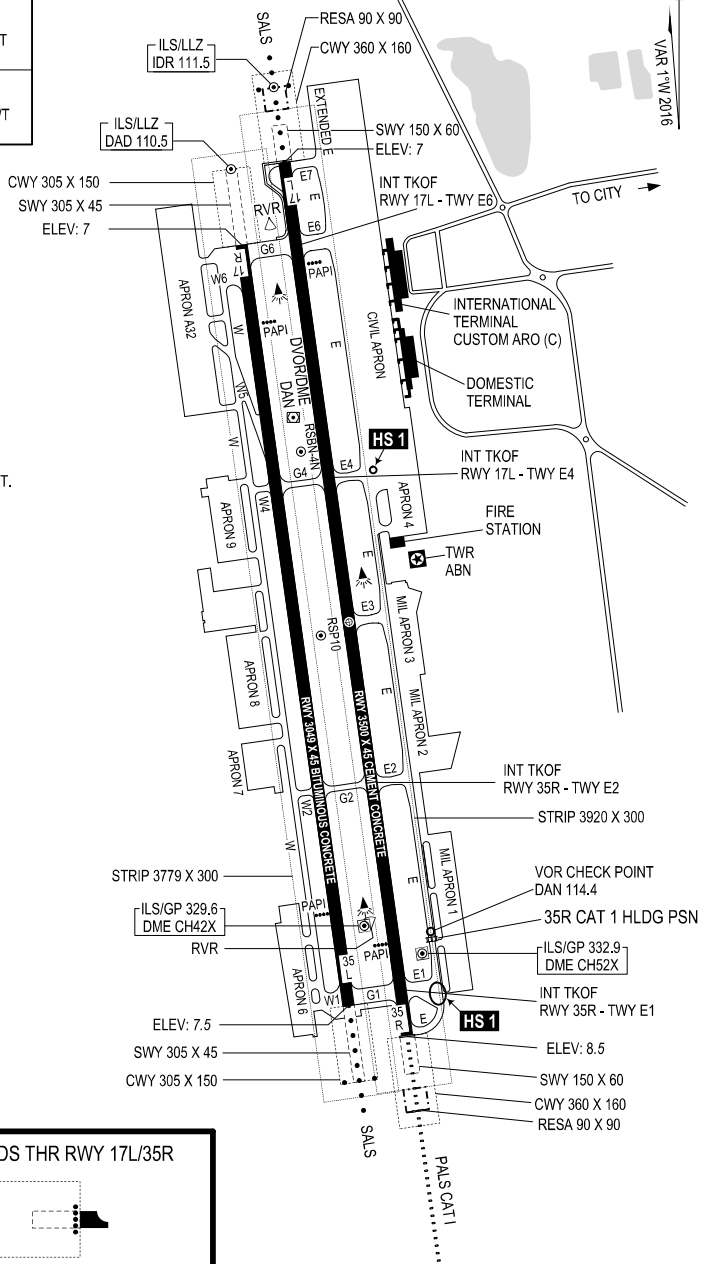 T
/T
SALS
RESA 90 X 90
CWY 360 X 160
VAR 1°W 2016
ILS/LLZ
IDR 111.5
ILS/LLZ
DAD 110.5
EXTENDED E
SWY 150 X 60
ELEV: 7
CWY 305 X 150
SWY 305 X 45
ELEV: 7
E7
E
E6
L
17
RVR
INT TKOF
RWY 17L - TWY E6
TO CITY
G6
R
17
W6
PAPI
PAPI
APRON A32
W
W5
W
E
CIVIL APRON
DVOR/DME
DAN
RSBN-4N
INTERNATIONAL
TERMINAL
CUSTOM ARO (C)
DOMESTIC
TERMINAL
HS 1
G4
E4
INT TKOF
RWY 17L - TWY E4
T.
W4
APRON 9
APRON 4
FIRE
STATION
TWR
ABN
E
E3
RSP10
MIL APRON 3
APRON 8
E
MIL APRON 2
APRON 7
RWY 3049 X 45 BITUMINOUS CONCRETE
RWY 3500 X 45 CEMENT CONCRETE
E2
G2
W2
W
INT TKOF
RWY 35R - TWY E2
STRIP 3920 X 300
STRIP 3779 X 300
E
MIL APRON 1
VOR CHECK POINT
DAN 114.4
35R CAT 1 HLDG PSN
PAPI
ILS/GP 329.6
DME CH42X
RVR
PAPI
ILS/GP 332.9
DME CH52X
35
L
E1
APRON 6
W1
G1
35
R
E
INT TKOF
RWY 35R - TWY E1
HS 1
ELEV: 7.5
ELEV: 8.5
SWY 305 X 45
SWY 150 X 60
CWY 305 X 150
CWY 360 X 160
RESA 90 X 90
SALS
PALS CAT I
DS THR RWY 17L/35R